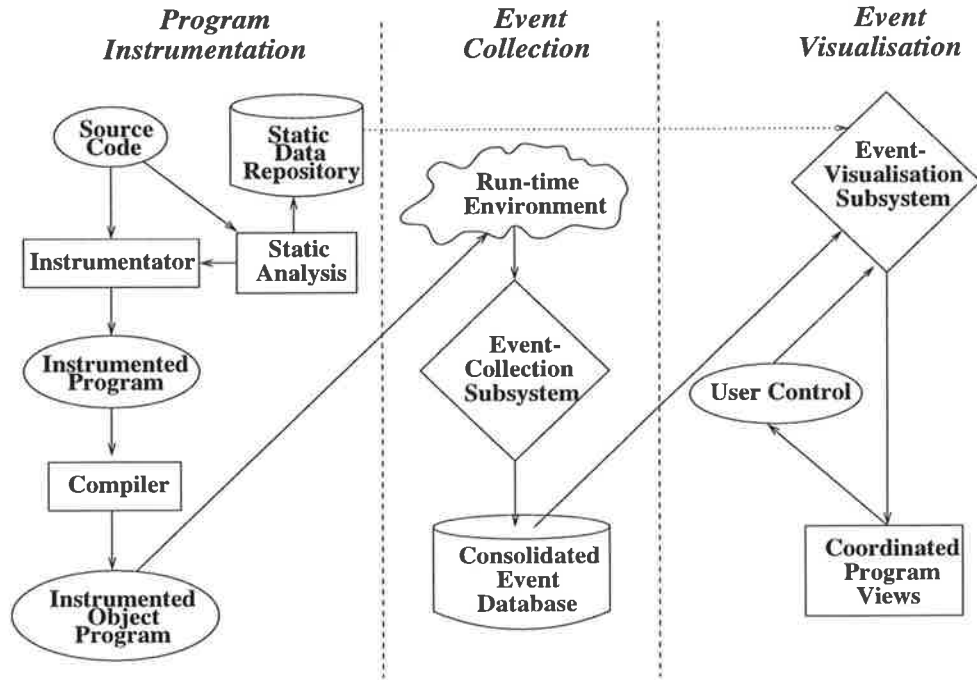 Program
Instrumentation
Event
Collection
Event
Visualisation
Source
Code
Static
Data
Repository
Instrumentator
Static
Analysis
Instrumented
Program
Compiler
Instrumented
Object
Program
Run-time
Environment
Event-
Collection
Subsystem
Consolidated
Event
Database
Event-
Visualisation
Subsystem
User Control
Coordinated
Program
Views